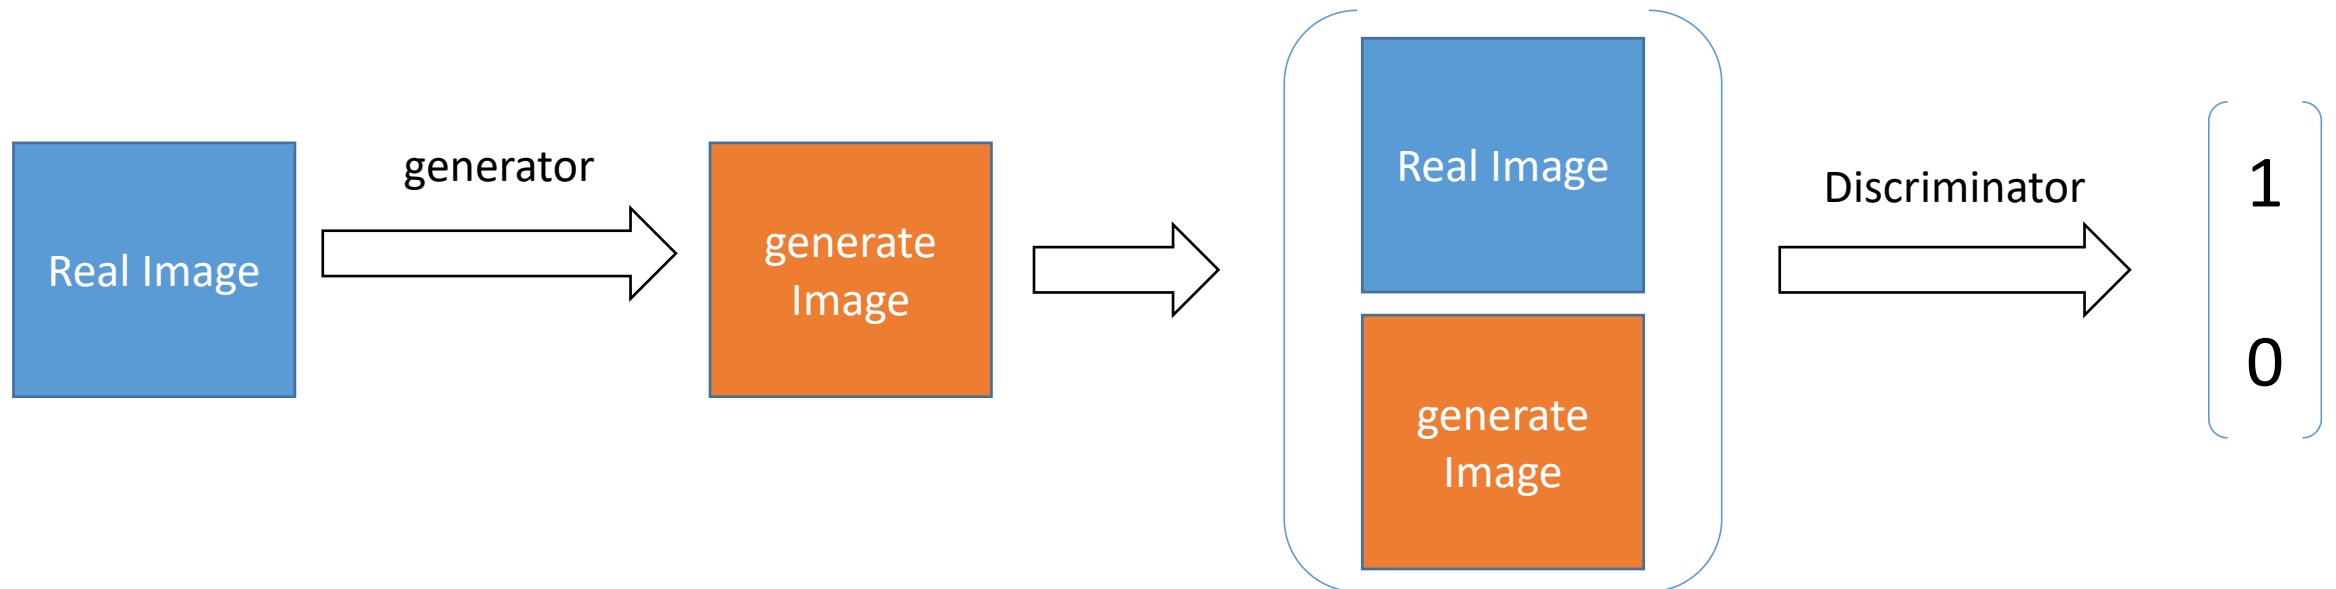 Real Image
generator
generate
Image
Real Image
generate
Image
Discriminator
1
0